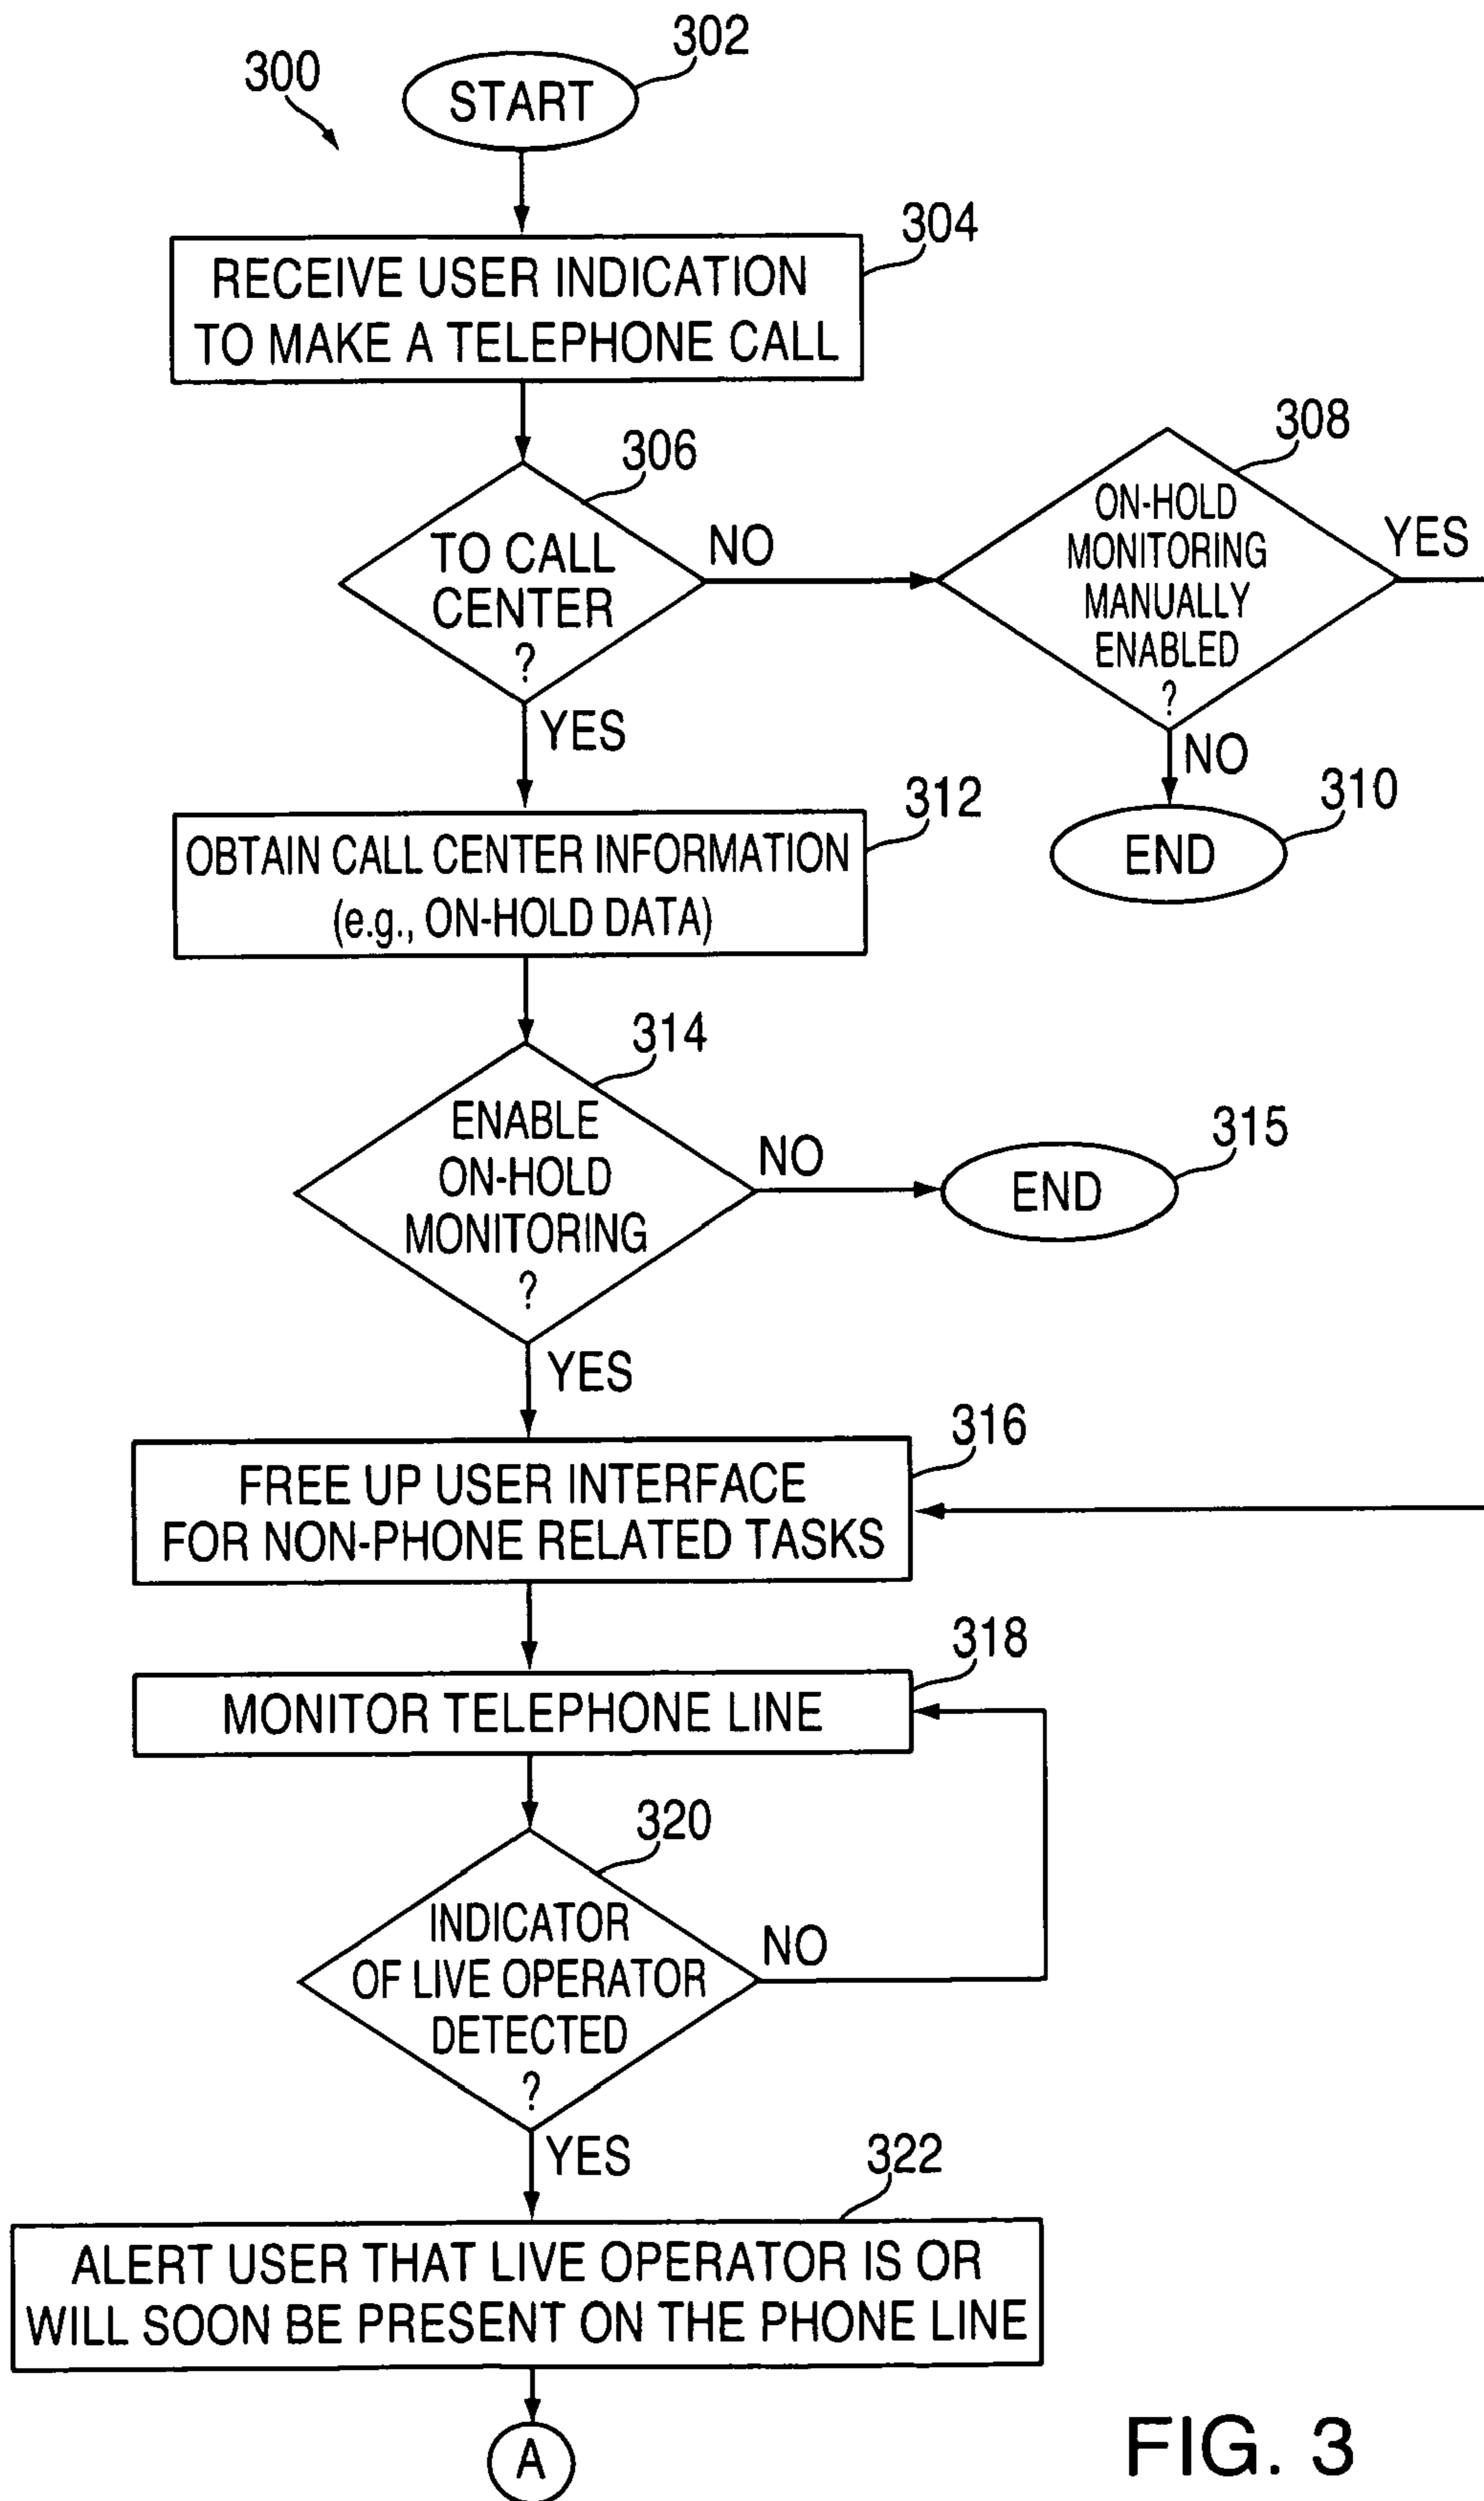 300
302
START
304
RECEIVE USER INDICATION
TO MAKE A TELEPHONE CALL
306
TO CALL
CENTER
?
NO
YES
308
ON-HOLD
MONITORING
MANUALLY
ENABLED
?
YES
NO
310
END
312
OBTAIN CALL CENTER INFORMATION
(e.g., ON-HOLD DATA)
314
ENABLE
ON-HOLD
MONITORING
?
NO
315
END
YES
316
FREE UP USER INTERFACE
FOR NON-PHONE RELATED TASKS
318
MONITOR TELEPHONE LINE
320
INDICATOR
OF LIVE OPERATOR
DETECTED
?
NO
YES
322
ALERT USER THAT LIVE OPERATOR IS OR
WILL SOON BE PRESENT ON THE PHONE LINE
A
FIG. 3